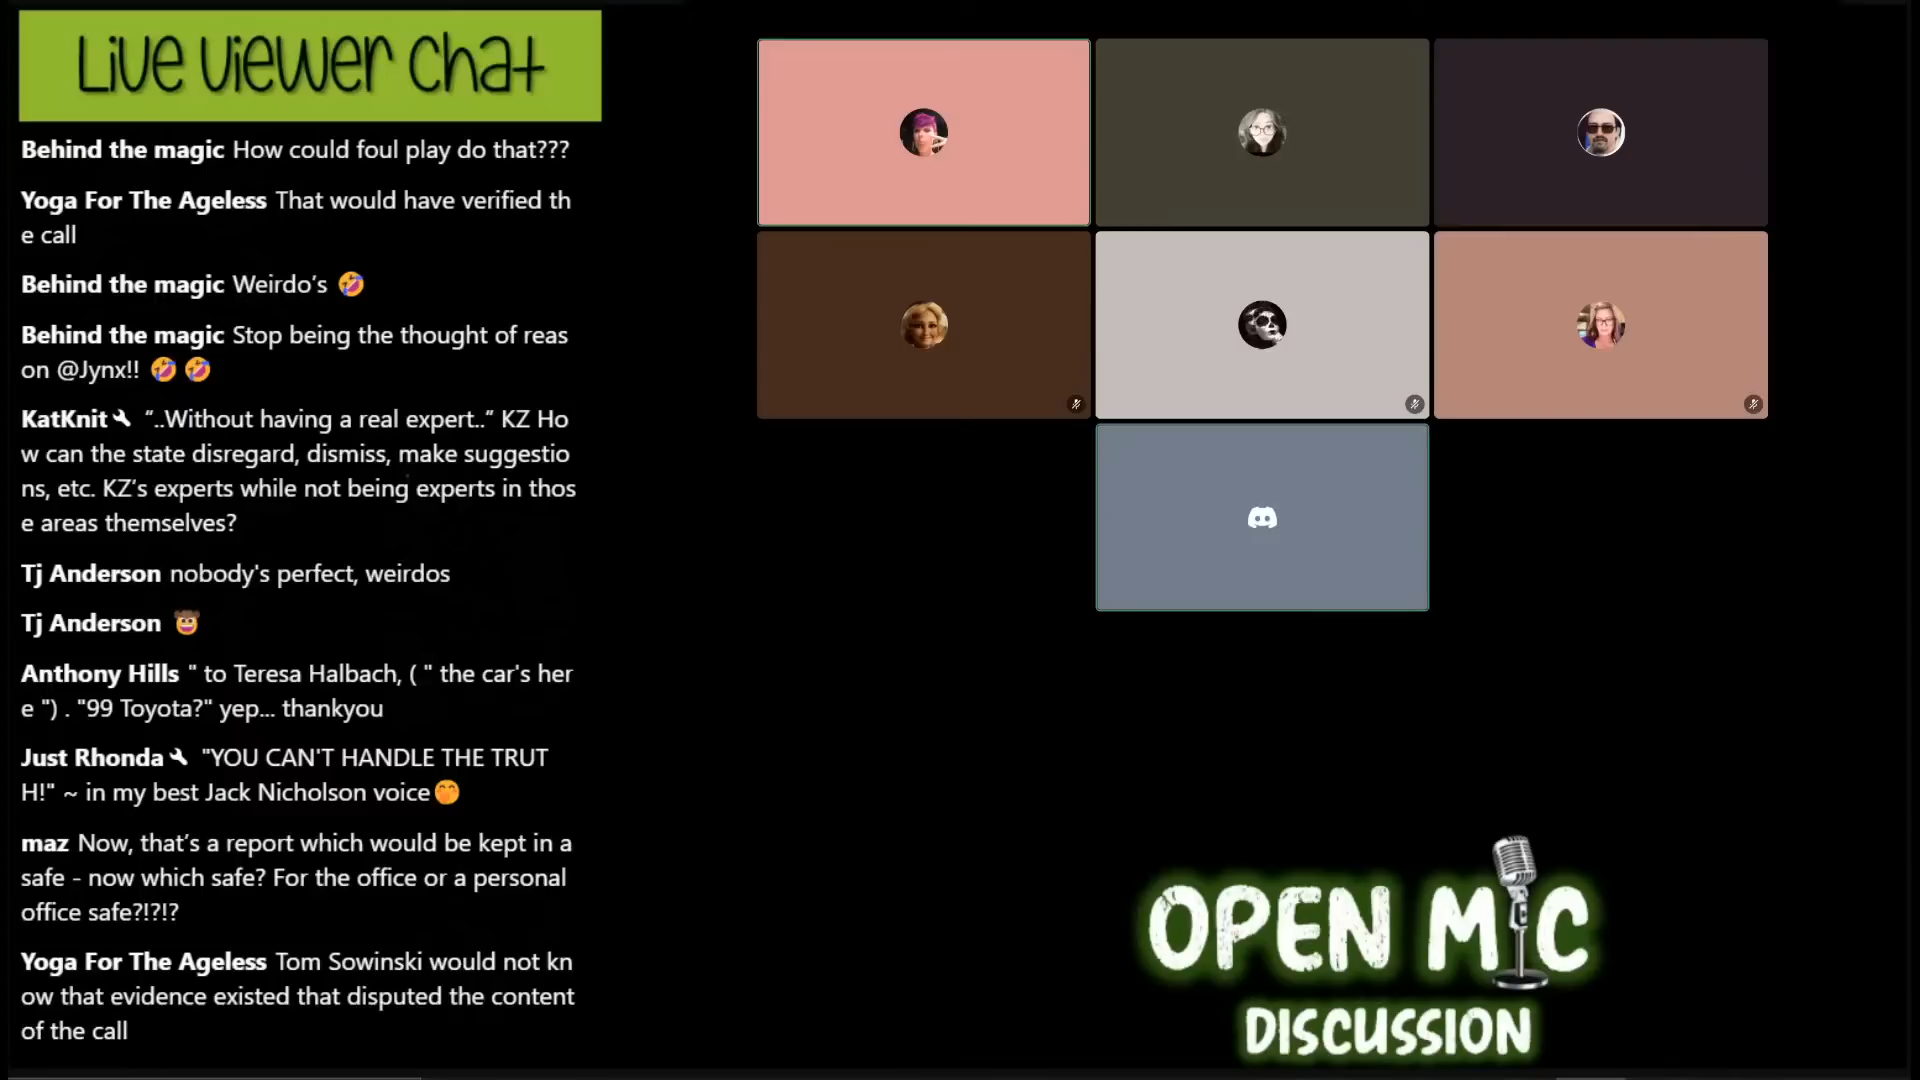 Live Viewer Chat
Behind the magic How could foul play do that???
Yoga For The Ageless That would have verified th
e call
Behind the magic Weirdo’s 🤣
Behind the magic Stop being the thought of reas
on @Jynx!! 🤣 🤣
KatKnit “..Without having a real expert..” KZ Ho
w can the state disregard, dismiss, make suggestio
ns, etc. KZ’s experts while not being experts in thos
e areas themselves?
Tj Anderson nobody's perfect, weirdos
Tj Anderson 🤠
Anthony Hills " to Teresa Halbach, ( " the car's her
e ") . "99 Toyota?" yep... thankyou
Just Rhonda "YOU CAN'T HANDLE THE TRUT
H!" ~ in my best Jack Nicholson voice🤭
maz Now, that’s a report which would be kept in a
safe - now which safe? For the office or a personal
office safe?!?!?
Yoga For The Ageless Tom Sowinski would not kn
ow that evidence existed that disputed the content
of the call
OPEN MIC
DISCUSSION